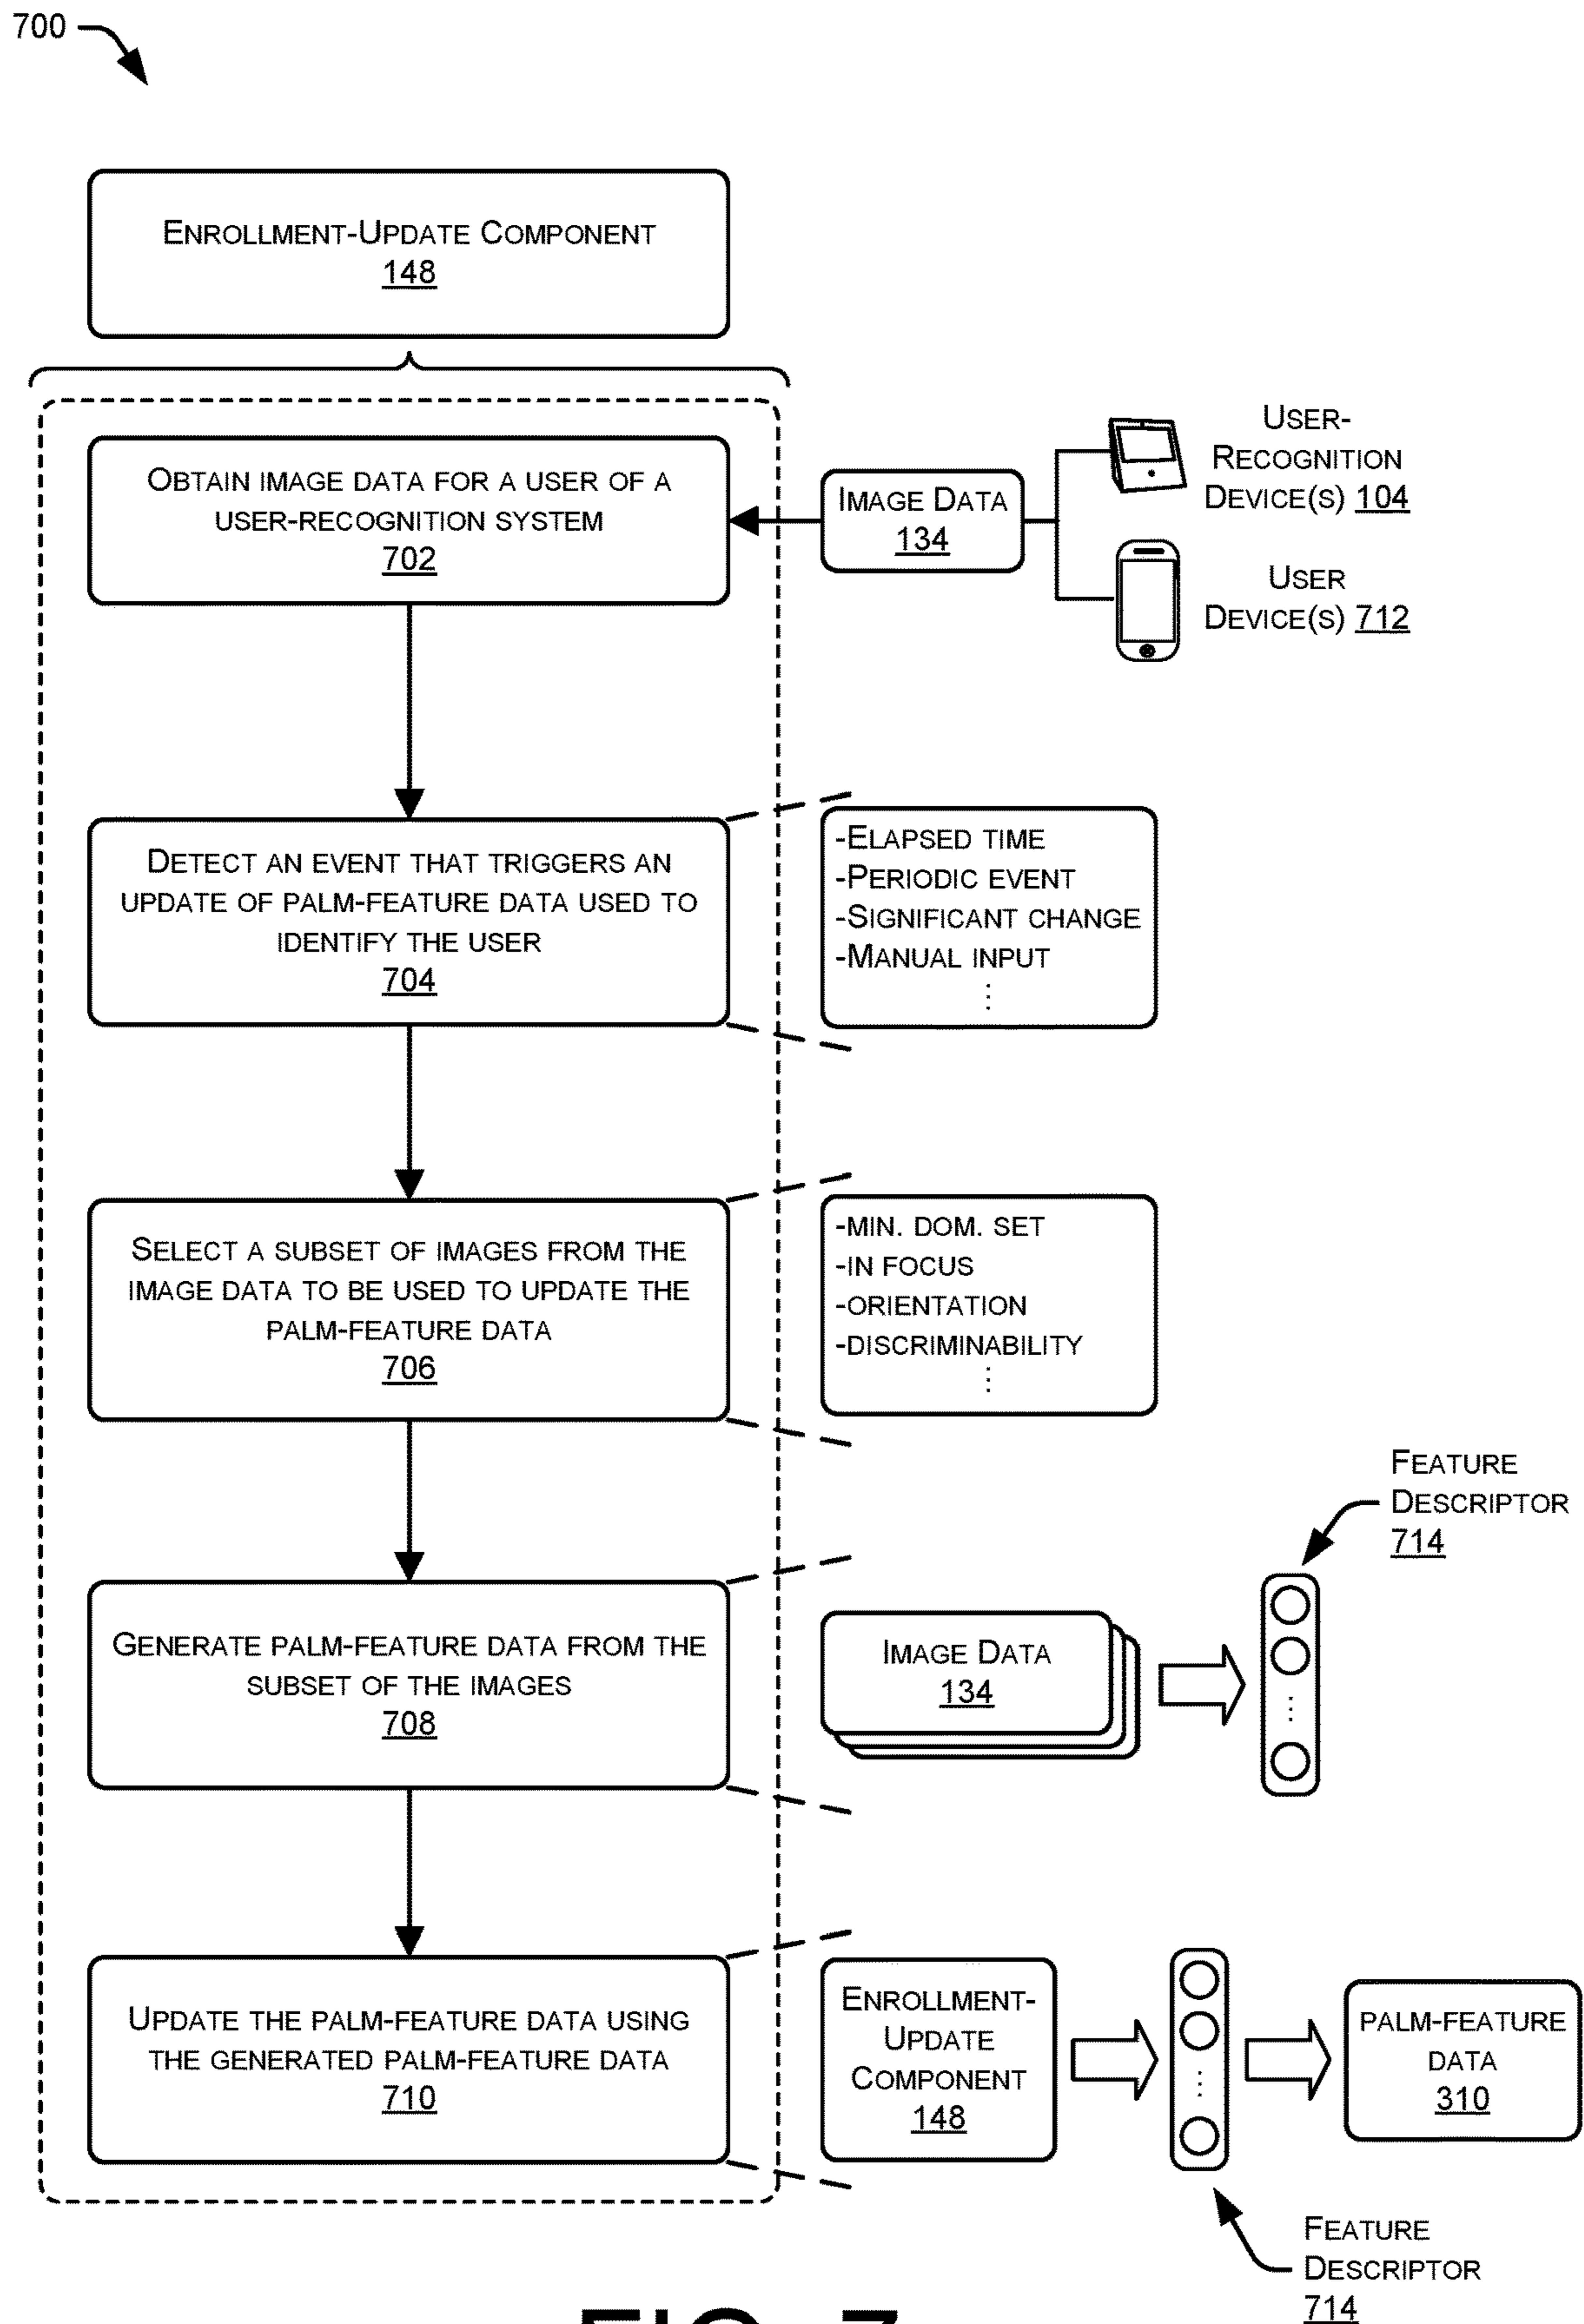 700
ENROLLMENT-UPDATE COMPONENT
148
OBTAIN IMAGE DATA FOR A USER OF A
USER-RECOGNITION SYSTEM
702
IMAGE DATA
134
USER-
RECOGNITION
DEVICE(S) 104
USER
DEVICE(S) 712
DETECT AN EVENT THAT TRIGGERS AN
UPDATE OF PALM-FEATURE DATA USED TO
IDENTIFY THE USER
704
-ELAPSED TIME
-PERIODIC EVENT
-SIGNIFICANT CHANGE
-MANUAL INPUT
⋮
SELECT A SUBSET OF IMAGES FROM THE
IMAGE DATA TO BE USED TO UPDATE THE
PALM-FEATURE DATA
706
-MIN. DOM. SET
-IN FOCUS
-ORIENTATION
-DISCRIMINABILITY
⋮
GENERATE PALM-FEATURE DATA FROM THE
SUBSET OF THE IMAGES
708
IMAGE DATA
134
FEATURE
DESCRIPTOR
714
UPDATE THE PALM-FEATURE DATA USING
THE GENERATED PALM-FEATURE DATA
710
ENROLLMENT-
UPDATE
COMPONENT
148
PALM-FEATURE
DATA
310
FEATURE
DESCRIPTOR
714
FIG. 7